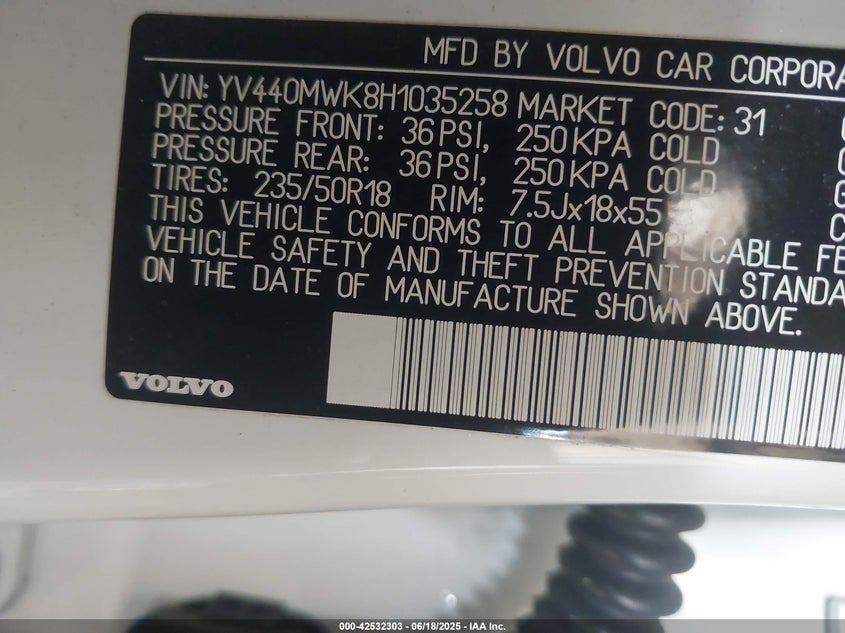 MFD BY VOLVO CAR CORPORA
VIN: YV440MWK8H1035258 MARKET CODE: 31
PRESSURE FRONT: 36PSI, 250KPA COLD
PRESSURE REAR: 36PSI, 250KPA COLD
TIRES: 235/50R18 RIM: 7.5Jx18x55
THIS VEHICLE CONFORMS TO ALL APPLICABLE FE
VEHICLE SAFETY AND THEFT PREVENTION STANDA
ON THE DATE OF MANUFACTURE SHOWN ABOVE.
VOLVO
000-42532303 / 06/18/2025 - IAA Inc.